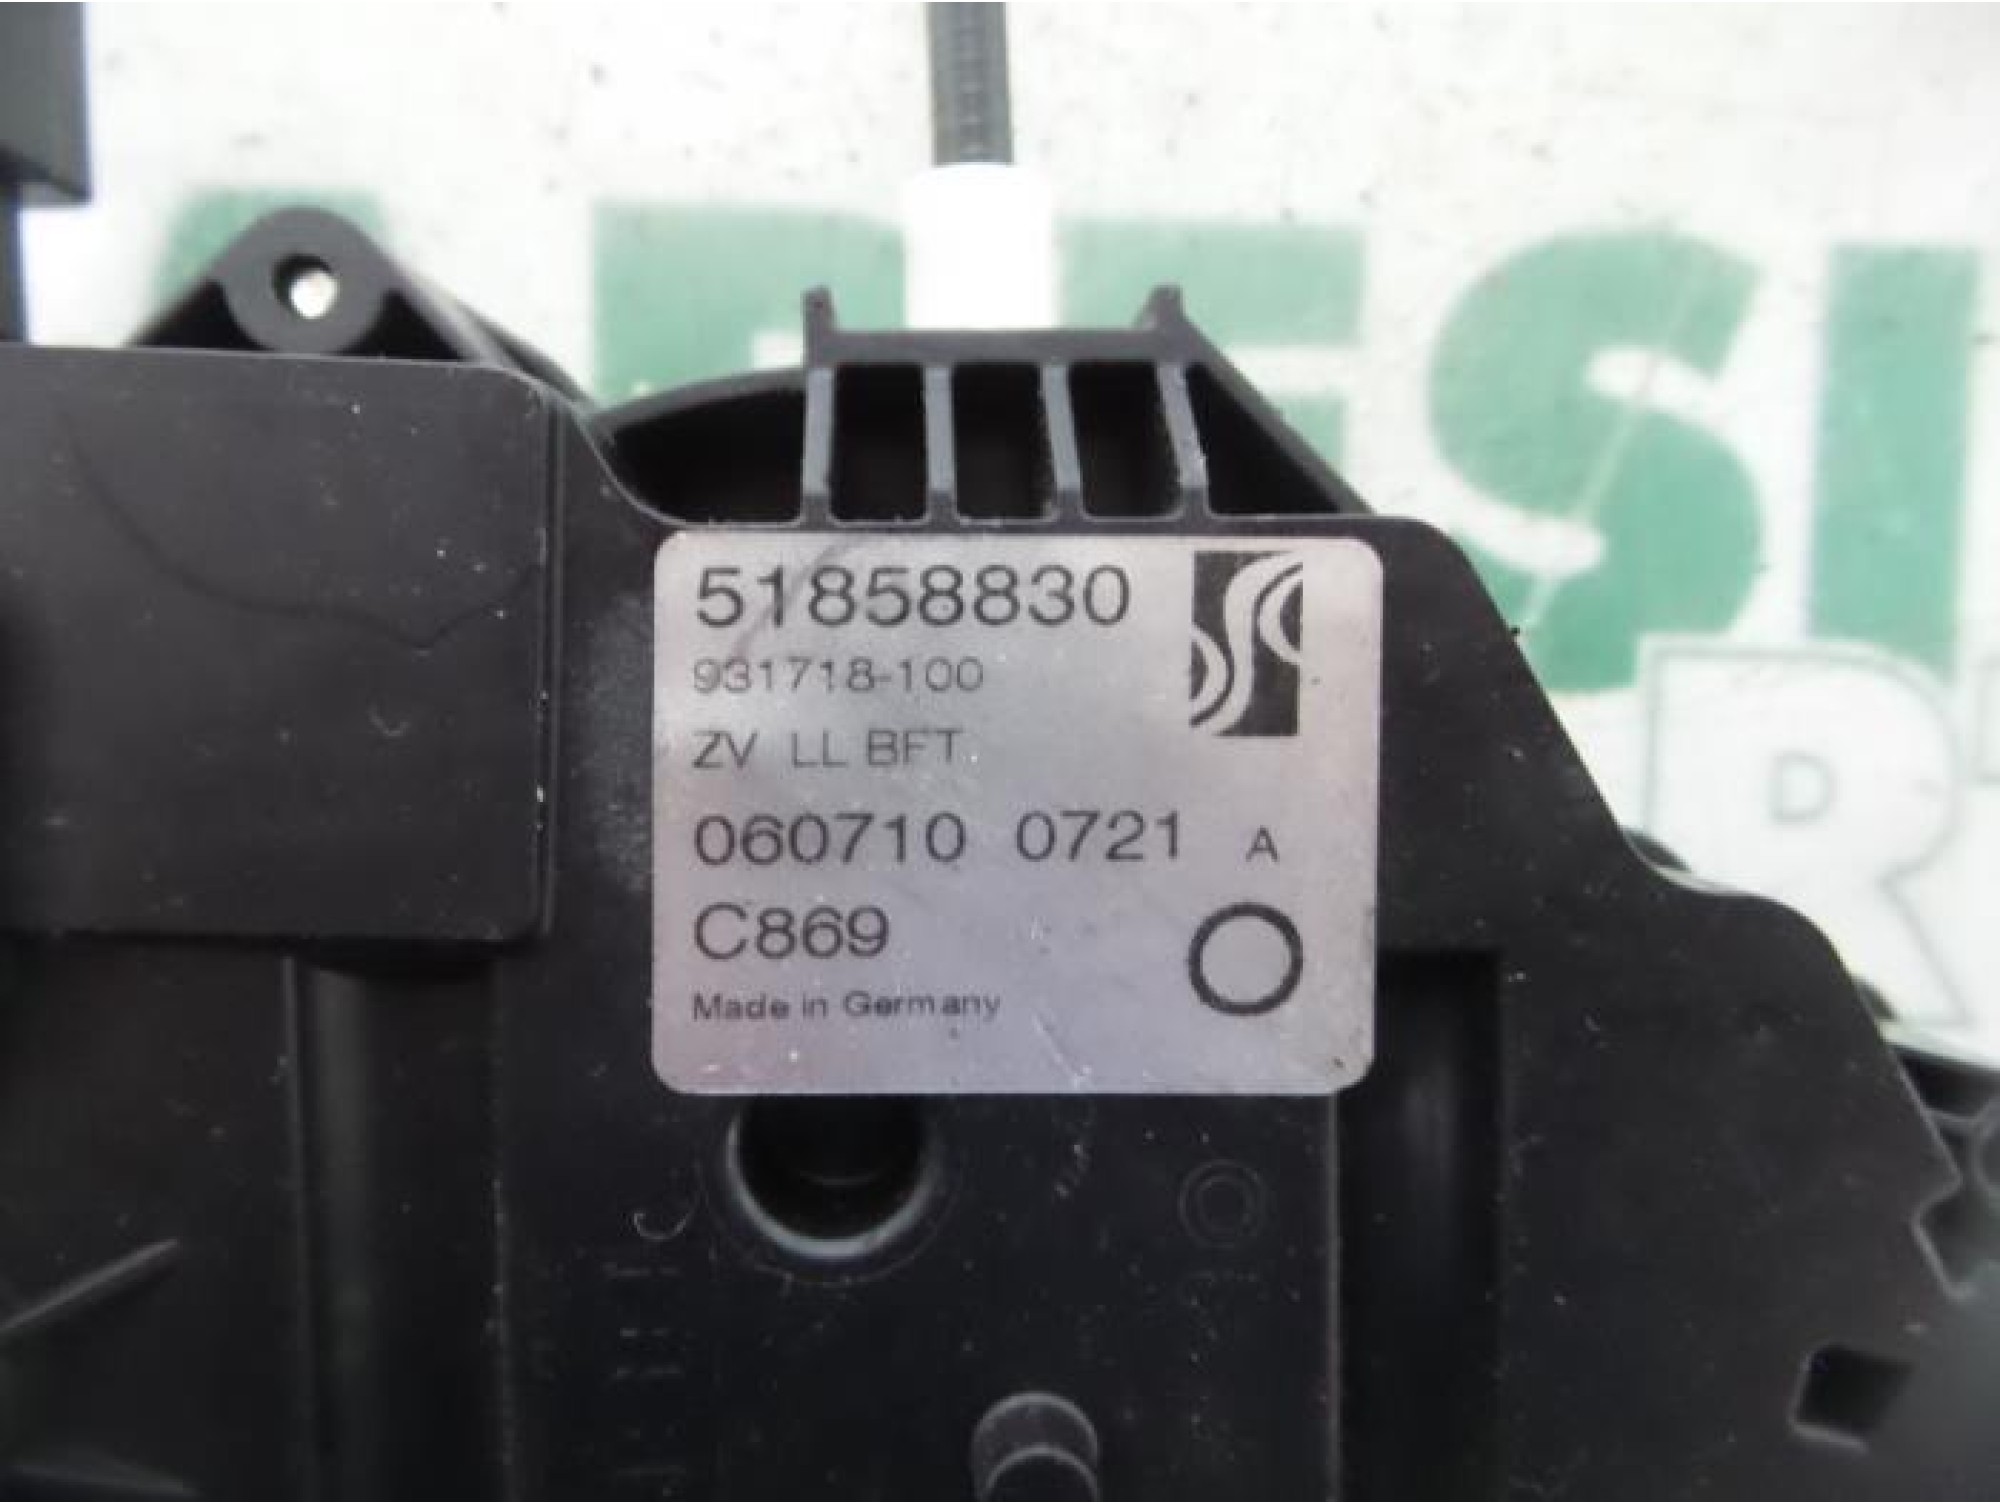 51858830
931718-100
ZV LL BFT
060710 0721 A
C869
Made in Germany